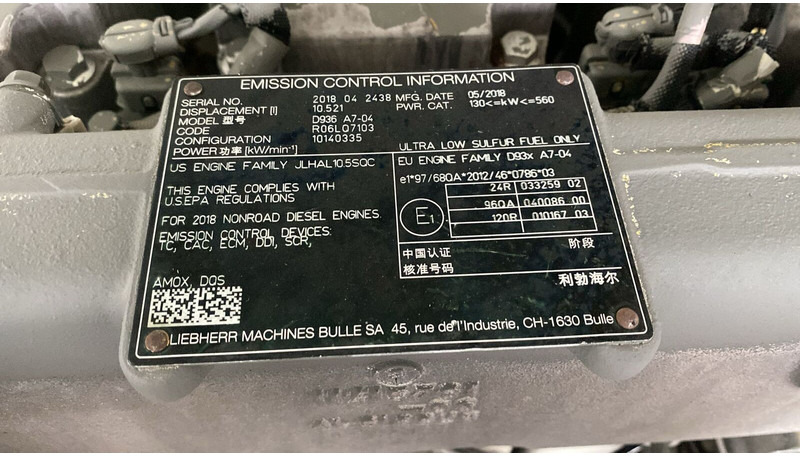 EMISSION CONTROL INFORMATION
SERIAL NO. 2018 04 2438 MFG. DATE 05/2018
DISPLACEMENT [l] 10.521 PWR. CAT. 130<=kW<=560
MODEL 型号 D936 A7-04
CODE R06LQ7103
CONFIGURATION 10140335
POWER 功率 [kW/min⁻¹] ULTRA LOW SULFUR FUEL ONLY
US ENGINE FAMILY JLHAL10.5SQC
THIS ENGINE COMPLIES WITH
U.S.EPA REGULATIONS
FOR 2018 NONROAD DIESEL ENGINES.
EMISSION CONTROL DEVICES:
TC, CAC, ECM, DDI, SCR,
AMOX, DQS
EU ENGINE FAMILY D93x A7-04
e1*97/68QA*2012/46*0786*03
E1
24R 033259 02
96QA 040086 00
120R 010167 03
中国认证 阶段
核准号码
利勃海尔
LIEBHERR MACHINES BULLE SA 45, rue de l'Industrie, CH-1630 Bulle